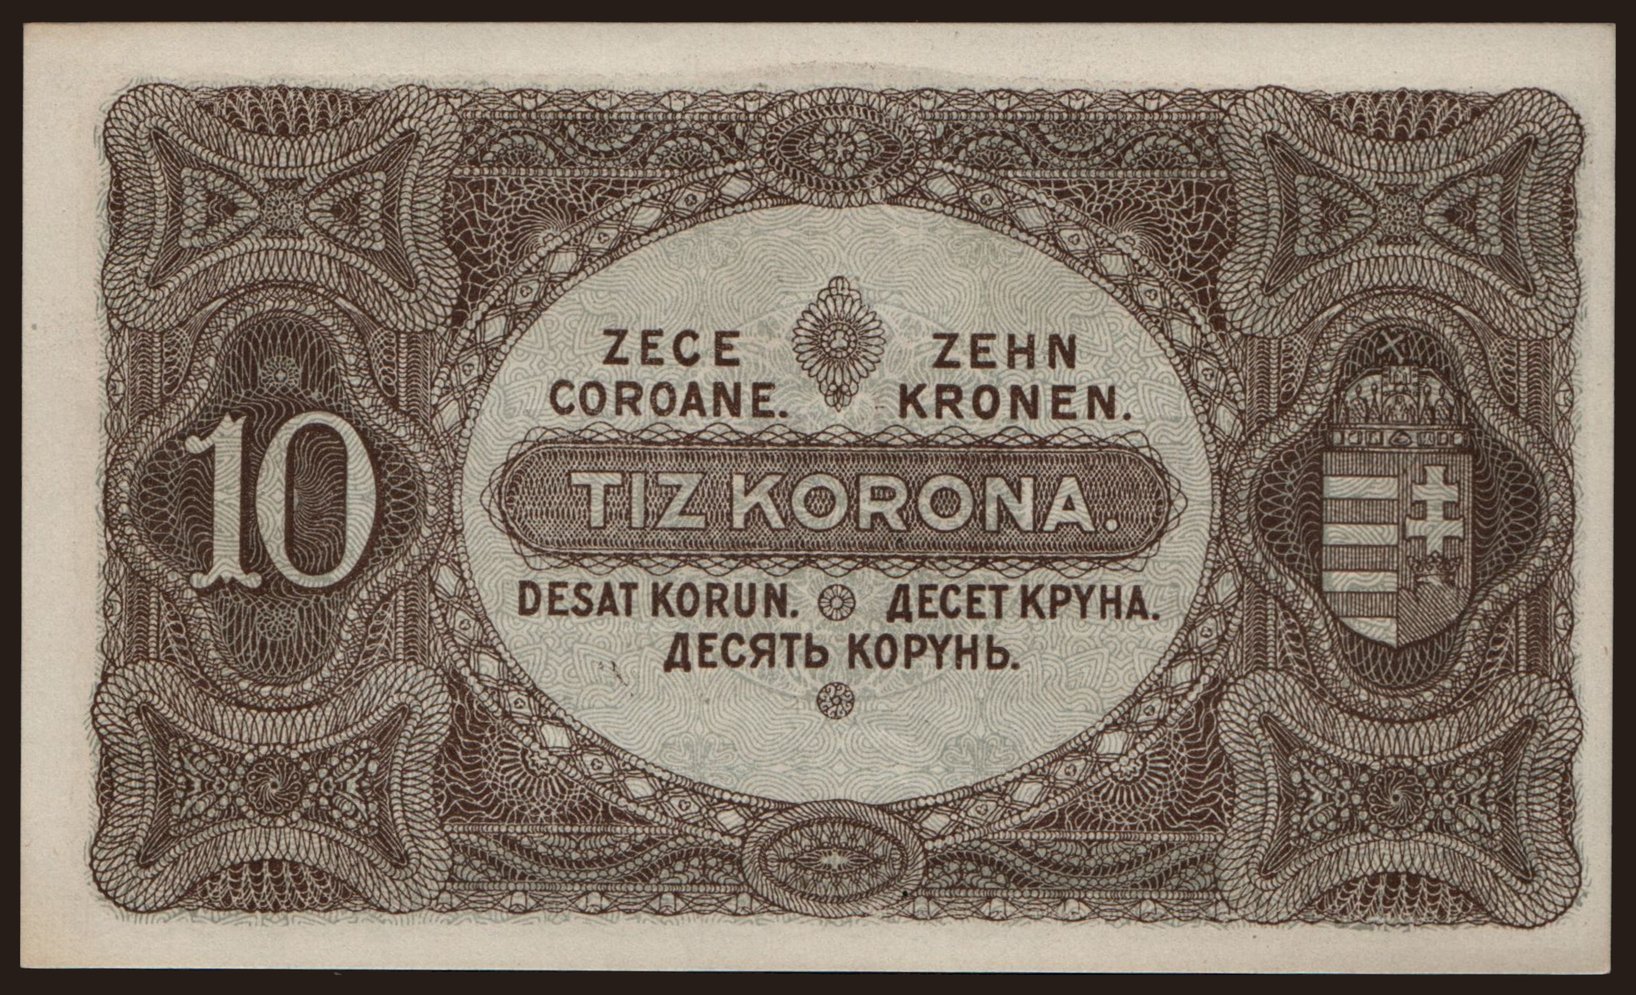 ZECE
COROANE.
ZEHN
KRONEN.
10
TIZ KORONA.
DESAT KORUN.
ДЕСЕТ КРУНА.
ДЕСЯТЬ КОРУНЬ.